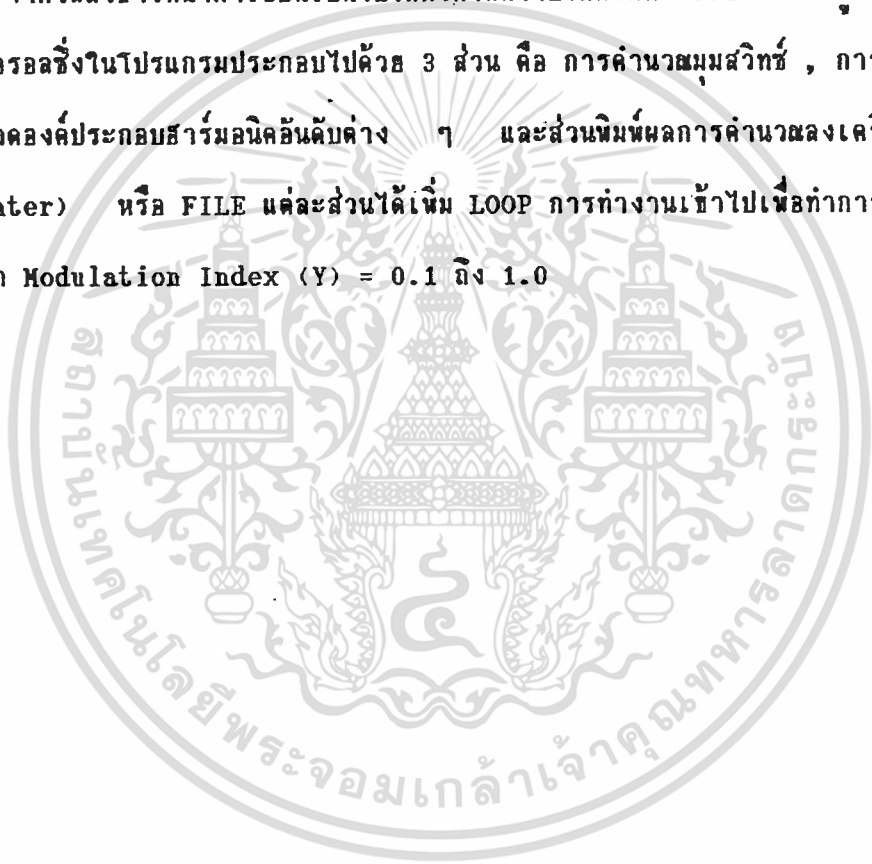 รอลซึ่งในโปรแกรมประกอบไปด้วย 3 ส่วน คือ การคำนวณมุมสวิทซ์ , กา
องค์ประกอบฮาร์มอนิคอันดับต่าง ๆ และส่วนพิมพ์ผลการคำนวณลงเค
ater) หรือ FILE แต่ละส่วนได้เพิ่ม LOOP การทำงานเข้าไปเพื่อทำกา
Modulation Index (Y) = 0.1 ถึง 1.0
สถาบันเทคโนโลยีพระจอมเกล้าเจ้าคุณทหารลาดกระบัง